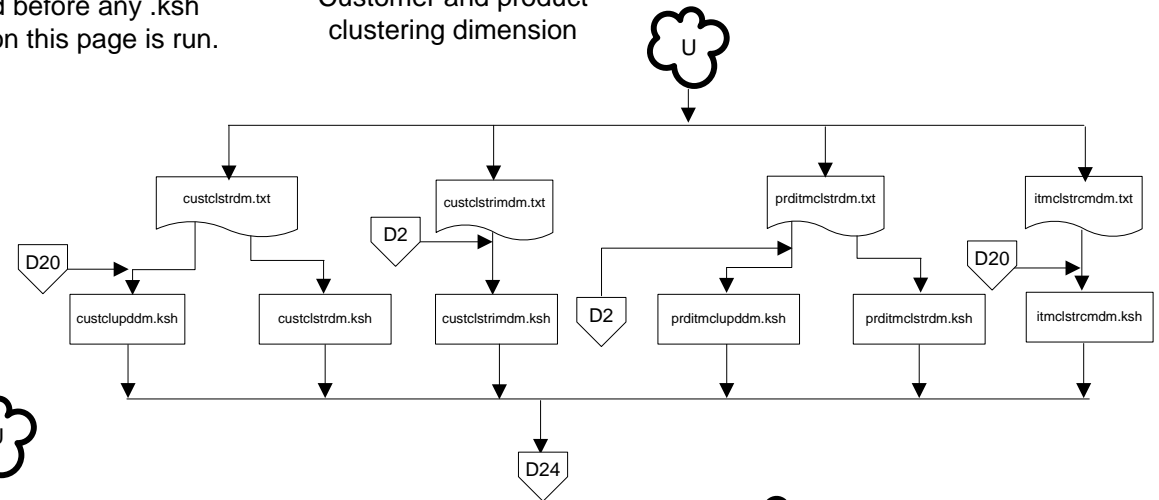 d before any .ksh
on this page is run.
Customer and product
clustering dimension
U
custclstrdm.txt
custclstrimdm.txt
prditmclstrdm.txt
itmclstrcmdm.txt
D20
D2
D2
D20
custclupddm.ksh
custclstrdm.ksh
custclstrimdm.ksh
prditmclupddm.ksh
prditmclstrdm.ksh
itmclstrcmdm.ksh
D24